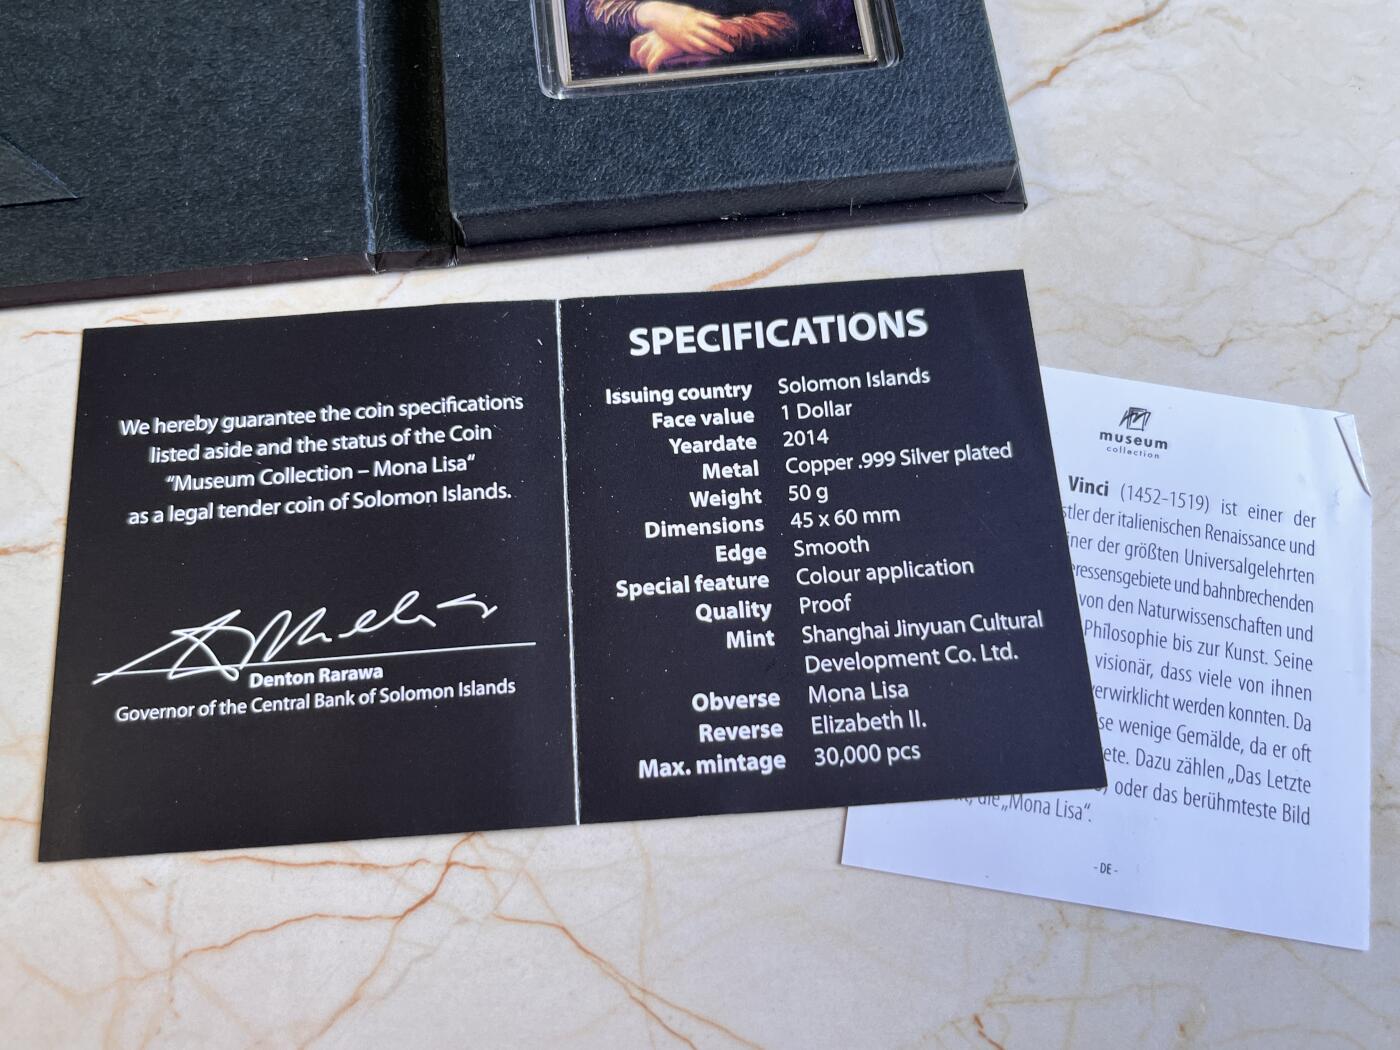 We hereby guarantee the coin specifications
listed aside and the status of the Coin
“Museum Collection – Mona Lisa“
as a legal tender coin of Solomon Islands.
Denton Rarawa
Governor of the Central Bank of Solomon Islands
SPECIFICATIONS
Issuing country Solomon Islands
Face value 1 Dollar
Yeardate 2014
Metal Copper .999 Silver plated
Weight 50 g
Dimensions 45 x 60 mm
Edge Smooth
Special feature Colour application
Quality Proof
Mint Shanghai Jinyuan Cultural
Development Co. Ltd.
Obverse Mona Lisa
Reverse Elizabeth II.
Max. mintage 30,000 pcs
museum
collection
Vinci (1452-1519) ist einer der
der italienischen Renaissance und
der größten Universalgelehrten
und bahnbrechenden
von den Naturwissenschaften und
Philosophie bis zur Kunst. Seine
visionär, dass viele von ihnen
verwirklicht werden konnten. Da
wenige Gemälde, da er oft
Dazu zählen „Das Letzte
oder das berühmteste Bild
die „Mona Lisa“.
- DE -